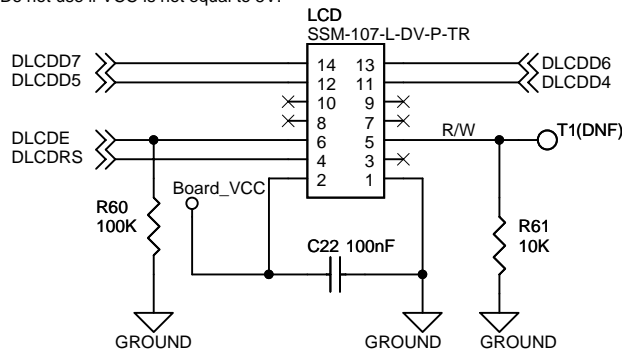 Do not use if VCC is not equal to 5V.
LCD
SSM-107-L-DV-P-TR
DLCDD7 14 13 DLCDD6
DLCDD5 12 11 DLCDD4
10 9
8 7
DLCDE 6 5 R/W T1(DNF)
DLCDRS 4 3
2 1
Board_VCC
R60
100K
C22 100nF
R61
10K
GROUND GROUND GROUND